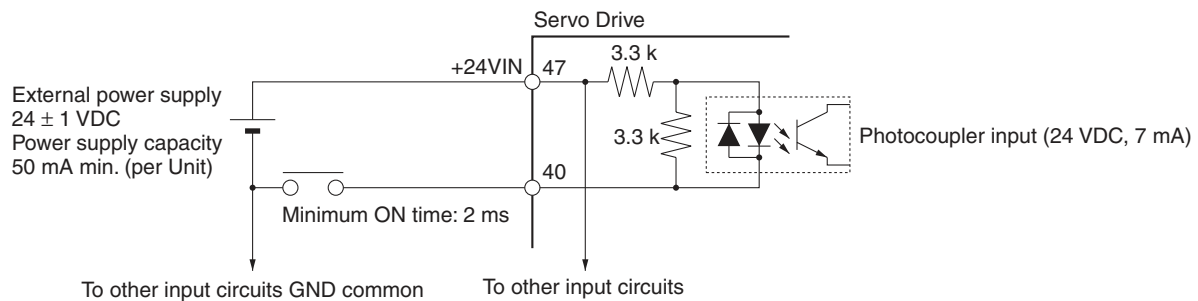 Servo Drive
3.3 k
+24VIN 47
External power supply
24 ± 1 VDC
Power supply capacity
50 mA min. (per Unit)
3.3 k
Photocoupler input (24 VDC, 7 mA)
40
Minimum ON time: 2 ms
To other input circuits GND common
To other input circuits